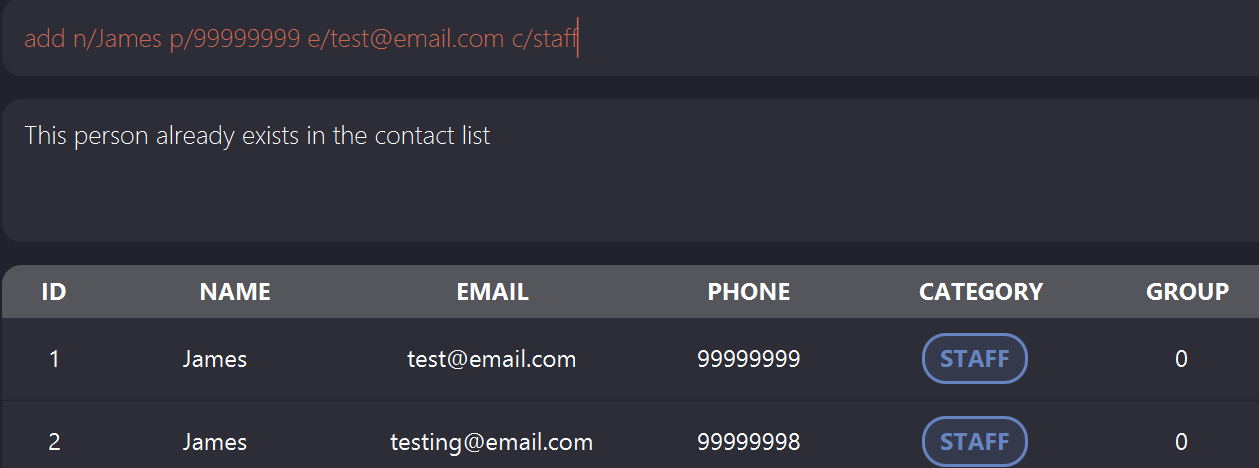 add n/James p/99999999 e/test@email.com c/staff
This person already exists in the contact list
ID NAME EMAIL PHONE CATEGORY GROUP
1 James test@email.com 99999999 STAFF 0
2 James testing@email.com 99999998 STAFF 0